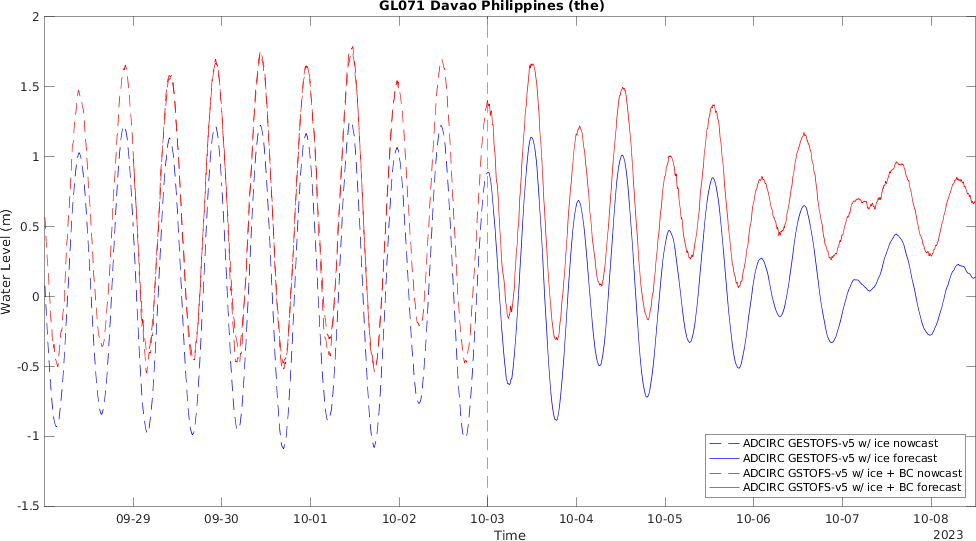 GL071 Davao Philippines (the)
2
1.5
1
0.5
0
-0.5
-1
-1.5
Water Level (m)
09-29 09-30 10-01 10-02 10-03 10-04 10-05 10-06 10-07 10-08
Time
2023
ADCIRC GESTOFS-v5 w/ ice nowcast
ADCIRC GESTOFS-v5 w/ ice forecast
ADCIRC GSTOFS-v5 w/ ice + BC nowcast
ADCIRC GSTOFS-v5 w/ ice + BC forecast